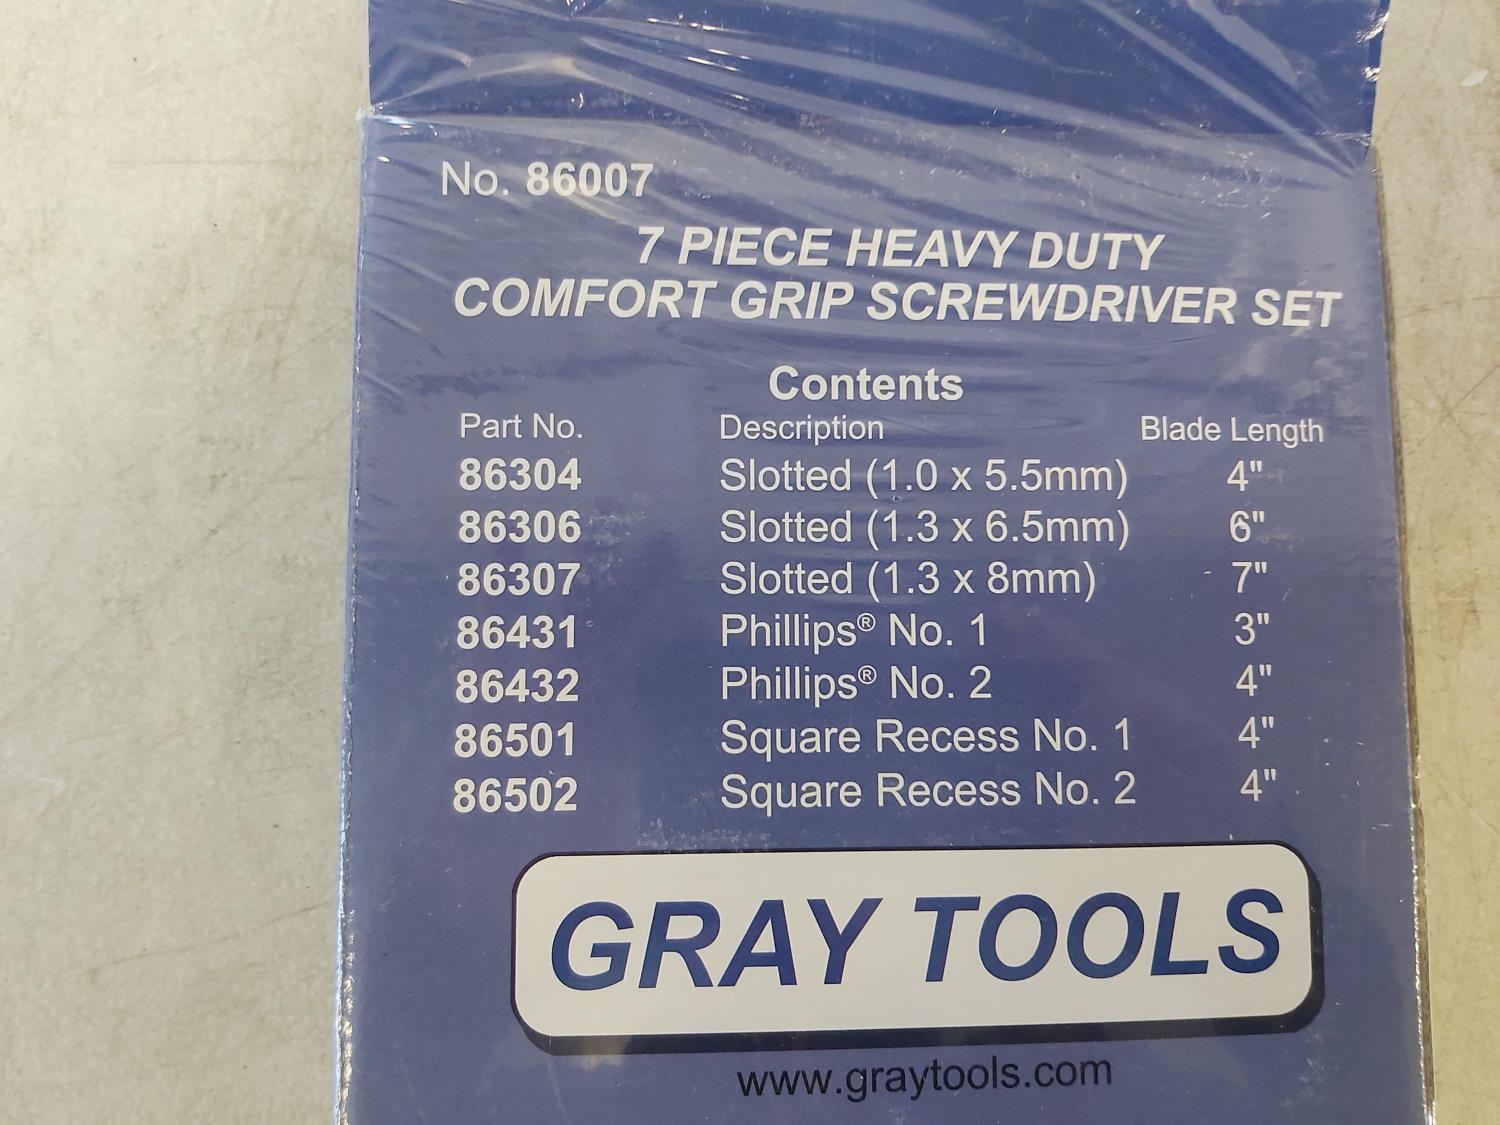 No. 86007
7 PIECE HEAVY DUTY
COMFORT GRIP SCREWDRIVER SET
Contents
Part No. Description Blade Length
86304 Slotted (1.0 x 5.5mm) 4"
86306 Slotted (1.3 x 6.5mm) 6"
86307 Slotted (1.3 x 8mm) 7"
86431 Phillips® No. 1 3"
86432 Phillips® No. 2 4"
86501 Square Recess No. 1 4"
86502 Square Recess No. 2 4"
GRAY TOOLS
www.graytools.com